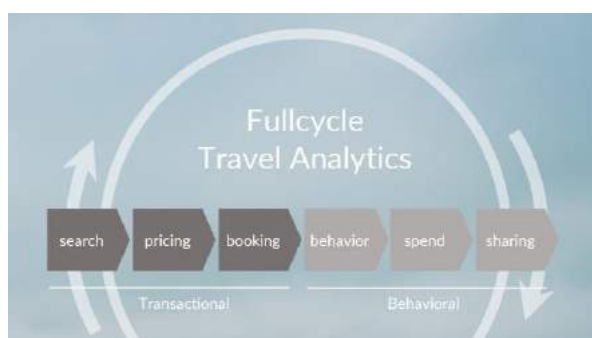 Fullcycle
Travel Analytics
search pricing booking behavior spend sharing
Transactional Behavioral